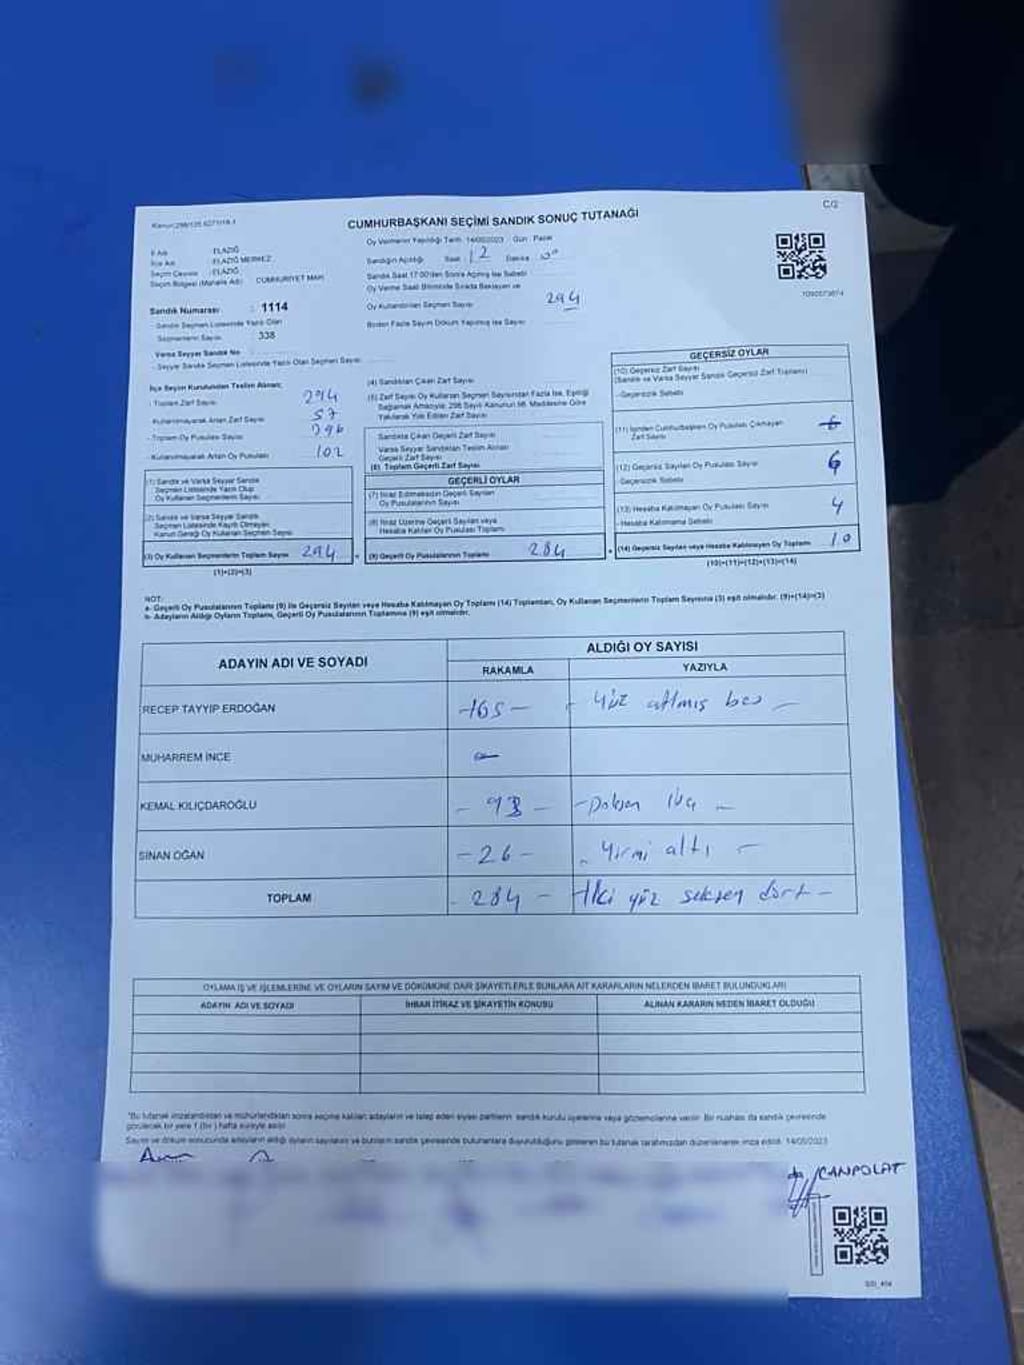 Kanun:298/135 6271/18-1
C/2
CUMHURBAŞKANI SEÇİMİ SANDIK SONUÇ TUTANAĞI
İl Adı : ELAZIĞ
İlçe Adı : ELAZIĞ MERKEZ
Seçim Çevresi : ELAZIĞ
Seçim Bölgesi (Mahalle Adı) : CUMHURİYET MAH.
Oy Vermenin Yapıldığı Tarih: 14/05/2023 Gün : Pazar
Sandığın Açıldığı Saat: 12 Dakika
Sandık Saat 17:00'den Sonra Açılmış İse Sebebi
Oy Verme Saati Bitiminde Sırada Bekleyen ve
Oy Kullandırılan Seçmen Sayısı 294
Birden Fazla Sayım Döküm Yapılmış İse Sayısı
Sandık Numarası : 1114
- Sandık Seçmen Listesinde Yazılı Olan
Seçmenlerin Sayısı 338
Varsa Seyyar Sandık No
- Seyyar Sandık Seçmen Listesinde Yazılı Olan Seçmen Sayısı
İlçe Seçim Kurulundan Teslim Alınan;
- Toplam Zarf Sayısı 294
- Kullanılmayarak Artan Zarf Sayısı 57
- Toplam Oy Pusulası Sayısı 396
- Kullanılmayarak Artan Oy Pusulası 102
(1) Sandık ve Varsa Seyyar Sandık
Seçmen Listesinde Yazılı Olup
Oy Kullanan Seçmenlerin Sayısı
(2) Sandık ve Varsa Seyyar Sandık
Seçmen Listesinde Kayıtlı Olmayan
Kanun Gereği Oy Kullanan Seçmen Sayısı
(3) Oy Kullanan Seçmenlerin Toplam Sayısı 294
(1)+(2)=(3)
(4) Sandıktan Çıkan Zarf Sayısı
(5) Zarf Sayısı Oy Kullanan Seçmen Sayısından Fazla İse, Eşitliği
Sağlamak Amacıyla, 298 Sayılı Kanunun 98. Maddesine Göre
Yakılarak Yok Edilen Zarf Sayısı
Sandıkta Çıkan Geçerli Zarf Sayısı
Varsa Seyyar Sandıktan Teslim Alınan
Geçerli Zarf Sayısı
(6) Toplam Geçerli Zarf Sayısı
GEÇERLİ OYLAR
(7) İtiraz Edilmeksizin Geçerli Sayılan
Oy Pusulalarının Sayısı
(8) İtiraz Üzerine Geçerli Sayılan veya
Hesaba Katılan Oy Pusulası Toplamı
(9) Geçerli Oy Pusulalarının Toplamı 284
GEÇERSİZ OYLAR
(10) Geçersiz Zarf Sayısı
(Sandık ve Varsa Seyyar Sandık Geçersiz Zarf Toplamı)
- Geçersizlik Sebebi
(11) İçinden Cumhurbaşkanı Oy Pusulası Çıkmayan
Zarf Sayısı
(12) Geçersiz Sayılan Oy Pusulası Sayısı 6
- Geçersizlik Sebebi
(13) Hesaba Katılmayan Oy Pusulası Sayısı 4
- Hesaba Katılmama Sebebi
(14) Geçersiz Sayılan veya Hesaba Katılmayan Oy Toplamı 10
(10)+(11)+(12)+(13)=(14)
NOT:
a- Geçerli Oy Pusulalarının Toplamı (9) ile Geçersiz Sayılan veya Hesaba Katılmayan Oy Toplamı (14) Toplamları, Oy Kullanan Seçmenlerin Toplam Sayısına (3) eşit olmalıdır. (9)+(14)=(3)
b- Adayların Aldığı Oyların Toplamı, Geçerli Oy Pusulalarının Toplamına (9) eşit olmalıdır.
ADAYIN ADI VE SOYADI
ALDIĞI OY SAYISI
RAKAMLA YAZIYLA
RECEP TAYYİP ERDOĞAN -165- - Yüz atmış beş -
MUHARREM İNCE -
KEMAL KILIÇDAROĞLU - 93 - - Doksan üç -
SİNAN OĞAN - 26 - - Yirmi altı -
TOPLAM - 284 - -İki yüz seksen dört -
OYLAMA İŞ VE İŞLEMLERİNE VE OYLARIN SAYIM VE DÖKÜMÜNE DAİR ŞİKAYETLERLE BUNLARA AİT KARARLARIN NELERDEN İBARET BULUNDUKLARI
ADAYIN ADI VE SOYADI İHBAR İTİRAZ VE ŞİKAYETİN KONUSU ALINAN KARARIN NEDEN İBARET OLDUĞU
*Bu tutanak imzalandıktan ve mühürlendikten sonra seçime katılan adayların ve talep eden siyasi partilerin sandık kurulu üyelerine veya gözlemcilerine verilir. Bir nüshası da sandık çevresinde
görülecek bir yere 1 (bir) hafta süreyle asılır.
Sayım ve döküm sonucunda adayların aldığı oyların sayılarını ve bunların sandık çevresinde bulunanlara duyurulduğunu gösteren bu tutanak tarafımızdan düzenlenerek imza edildi. 14/05/2023
CANPOLAT